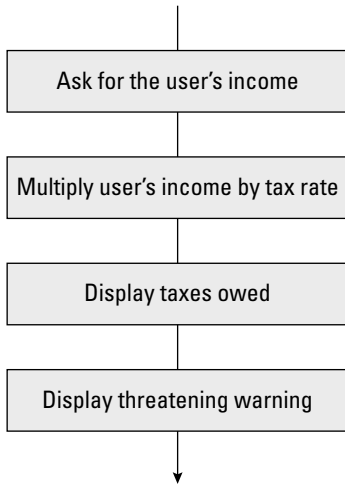 Ask for the user’s income
Multiply user’s income by tax rate
Display taxes owed
Display threatening warning